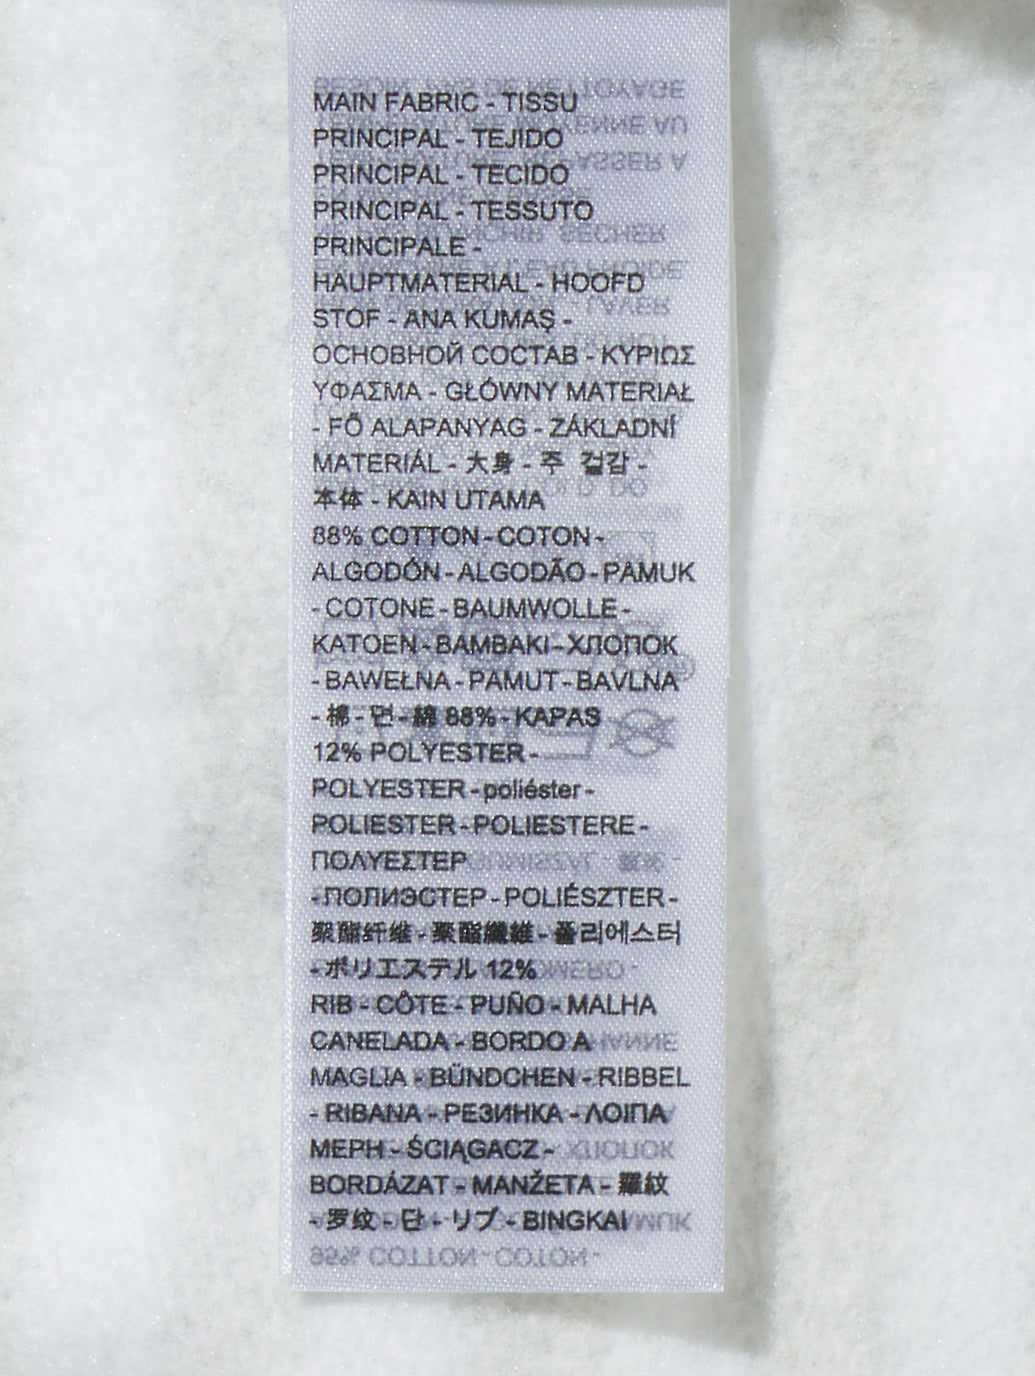 MAIN FABRIC - TISSU
PRINCIPAL - TEJIDO
PRINCIPAL - TECIDO
PRINCIPAL - TESSUTO
PRINCIPALE -
HAUPTMATERIAL - HOOFD
STOF - ANA KUMAŞ -
ОСНОВНОЙ СОСТАВ - ΚΥΡΙΩΣ
ΥΦΑΣΜΑ - GŁÓWNY MATERIAŁ
- FŐ ALAPANYAG - ZÁKLADNÍ
MATERIÁL - 大身 - 주 겉감 -
本体 - KAIN UTAMA
88% COTTON - COTON -
ALGODÓN - ALGODÃO - PAMUK
- COTONE - BAUMWOLLE -
KATOEN - BAMBAKI - ХЛОПОК
- BAWEŁNA - PAMUT - BAVLNA
- 棉 - 면 - 綿 88% - KAPAS
12% POLYESTER -
POLYESTER - poliéster -
POLIESTER - POLIESTERE -
ΠΟΛΥΕΣΤΕΡ
- ПОЛИЭСТЕР - POLIÉSZTER -
聚酯纤维 - 聚酯纖維 - 폴리에스터
- ポリエステル 12%
RIB - CÔTE - PUÑO - MALHA
CANELADA - BORDO A
MAGLIA - BÜNDCHEN - RIBBEL
- RIBANA - РЕЗИНКА - ΛΟΙΠΑ
ΜΕΡΗ - ŚCIĄGACZ -
BORDÁZAT - MANŽETA - 羅紋
- 罗纹 - 단 - リブ - BINGKAI
95% COTTON - COTON -